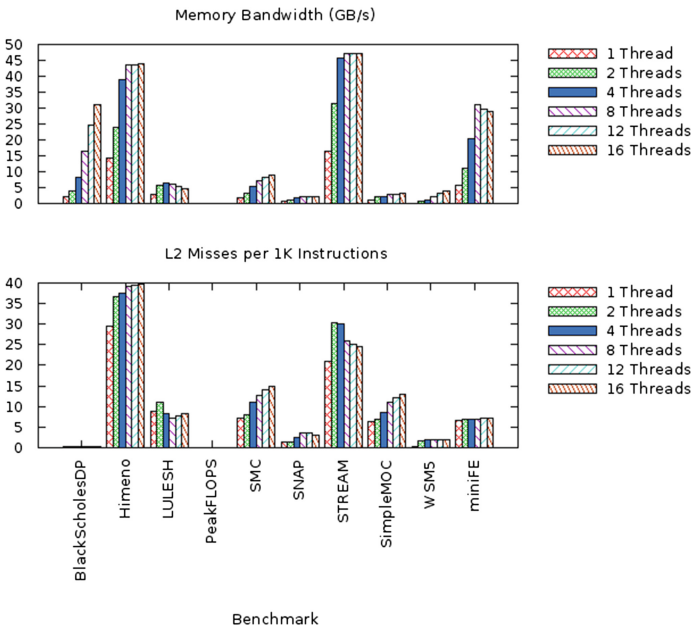 Memory Bandwidth (GB/s)
50
45
40
35
30
25
20
15
10
5
0
1 Thread
2 Threads
4 Threads
8 Threads
12 Threads
16 Threads
L2 Misses per 1K Instructions
40
35
30
25
20
15
10
5
0
1 Thread
2 Threads
4 Threads
8 Threads
12 Threads
16 Threads
BlackScholesDP
Himeno
LULESH
PeakFLOPS
SMC
SNAP
STREAM
SimpleMOC
WSM5
miniFE
Benchmark